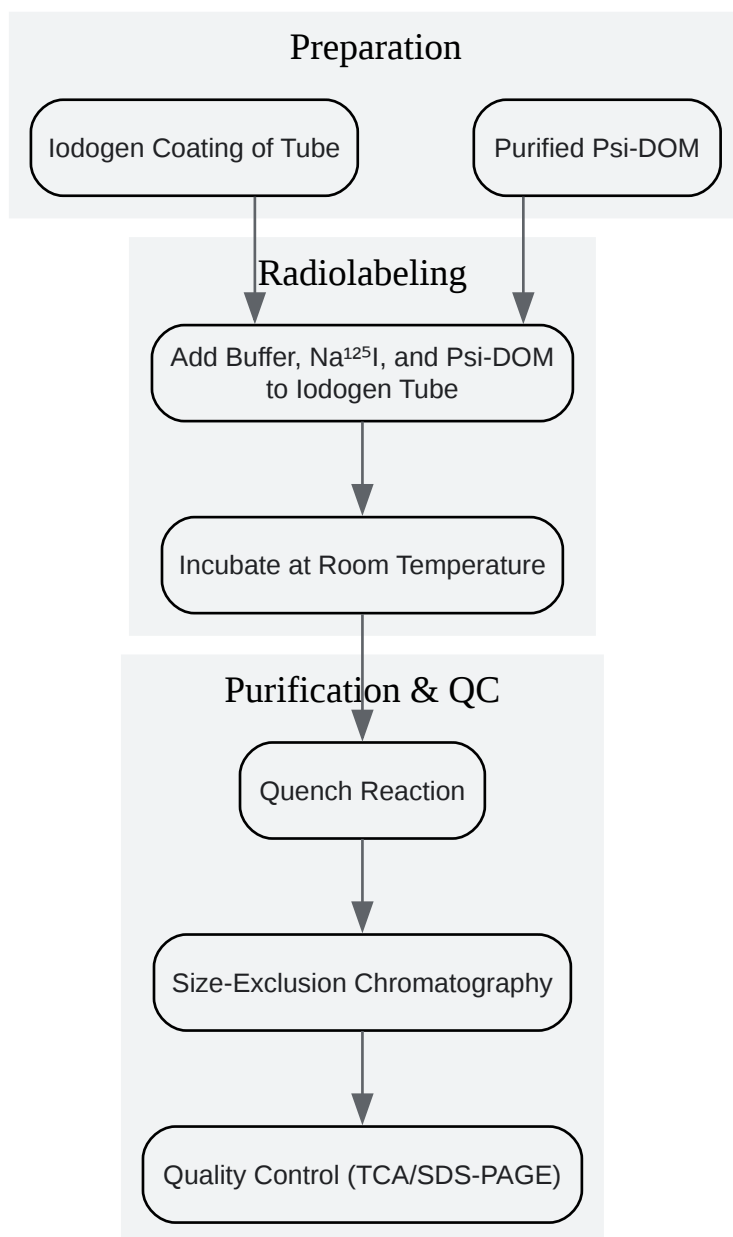 Preparation
Iodogen Coating of Tube
Purified Psi-DOM
Radiolabeling
Add Buffer, Na¹²⁵I, and Psi-DOM
to Iodogen Tube
Incubate at Room Temperature
Purification & QC
Quench Reaction
Size-Exclusion Chromatography
Quality Control (TCA/SDS-PAGE)